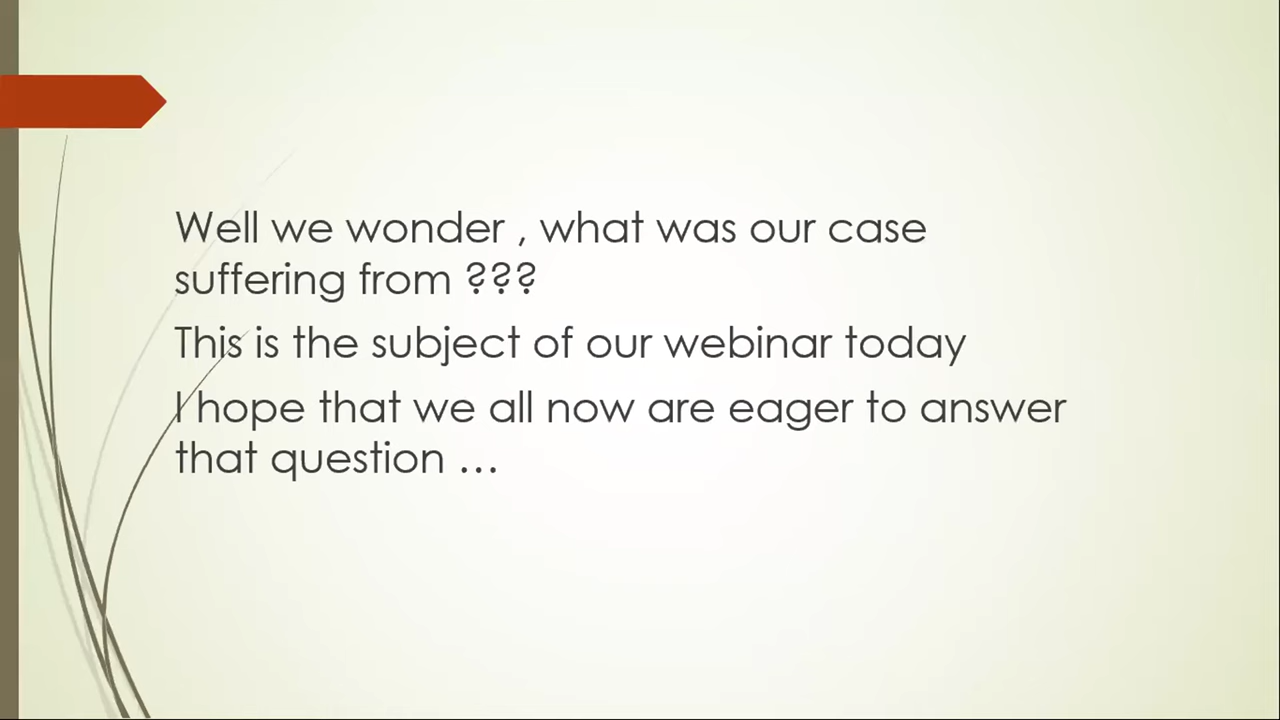 Well we wonder , what was our case
suffering from ???
This is the subject of our webinar today
I hope that we all now are eager to answer
that question ...